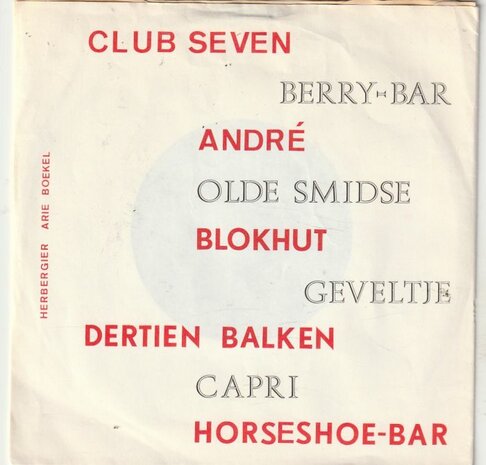 CLUB SEVEN
BERRY-BAR
ANDRÉ
OLDE SMIDSE
BLOKHUT
GEVELTJE
DERTIEN BALKEN
CAPRI
HORSESHOE-BAR
HERBERGIER ARIE BOEKEL